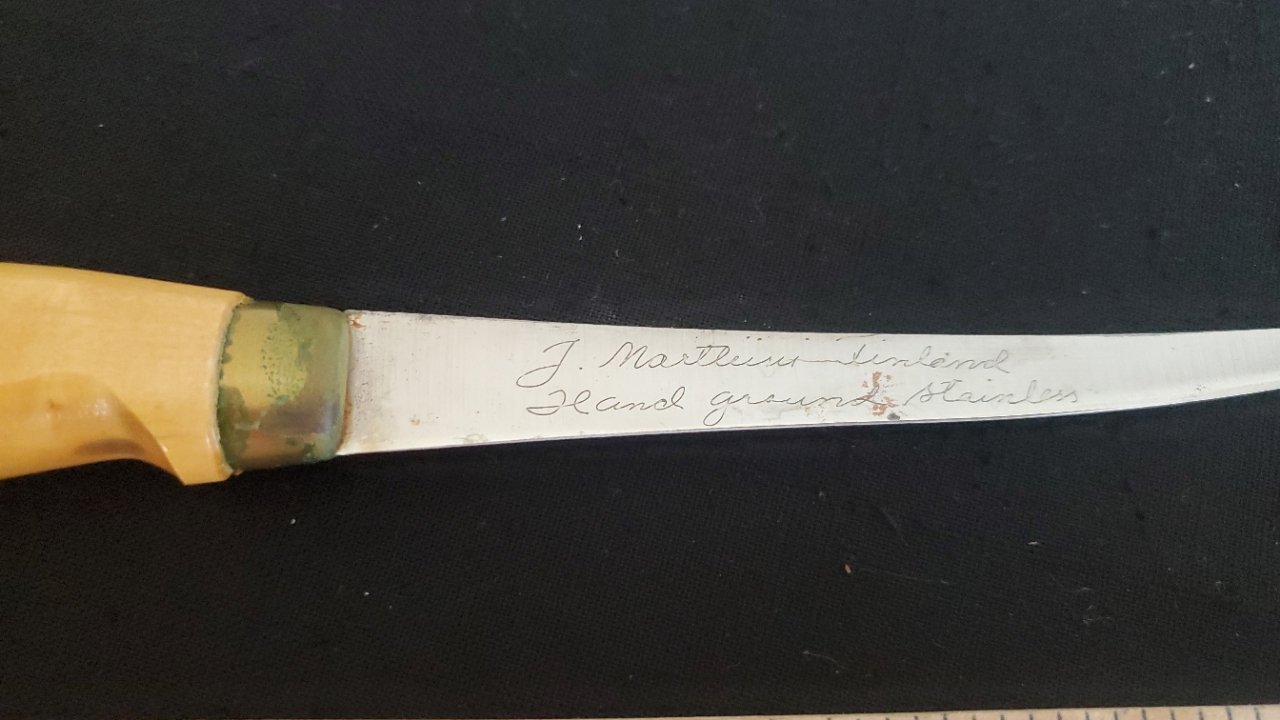 J. Marttiini Finland
Hand ground Stainless